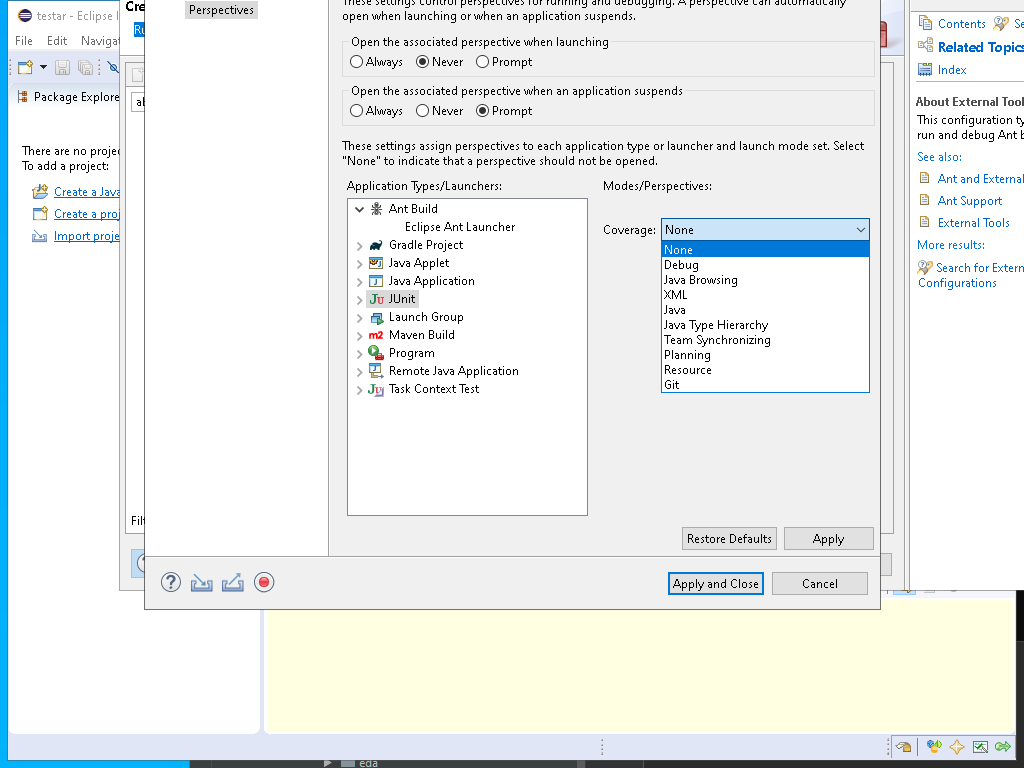 testar - Eclipse I
File Edit Navigat
Package Explore
There are no projec
To add a project:
Create a Java
Create a proj
Import proje
Cre
Ru
Filt
Perspectives
These settings control perspectives for running and debugging. A perspective can automatically
open when launching or when an application suspends.
Open the associated perspective when launching
Always Never Prompt
Open the associated perspective when an application suspends
Always Never Prompt
These settings assign perspectives to each application type or launcher and launch mode set. Select
"None" to indicate that a perspective should not be opened.
Application Types/Launchers:
Ant Build
Eclipse Ant Launcher
Gradle Project
Java Applet
Java Application
JUnit
Launch Group
Maven Build
Program
Remote Java Application
Task Context Test
Modes/Perspectives:
Coverage: None
None
Debug
Java Browsing
XML
Java
Java Type Hierarchy
Team Synchronizing
Planning
Resource
Git
Restore Defaults Apply
Apply and Close Cancel
Contents Se
Related Topics
Index
About External Tool
This configuration ty
run and debug Ant b
See also:
Ant and External
Ant Support
External Tools
More results:
Search for Extern
Configurations
eda